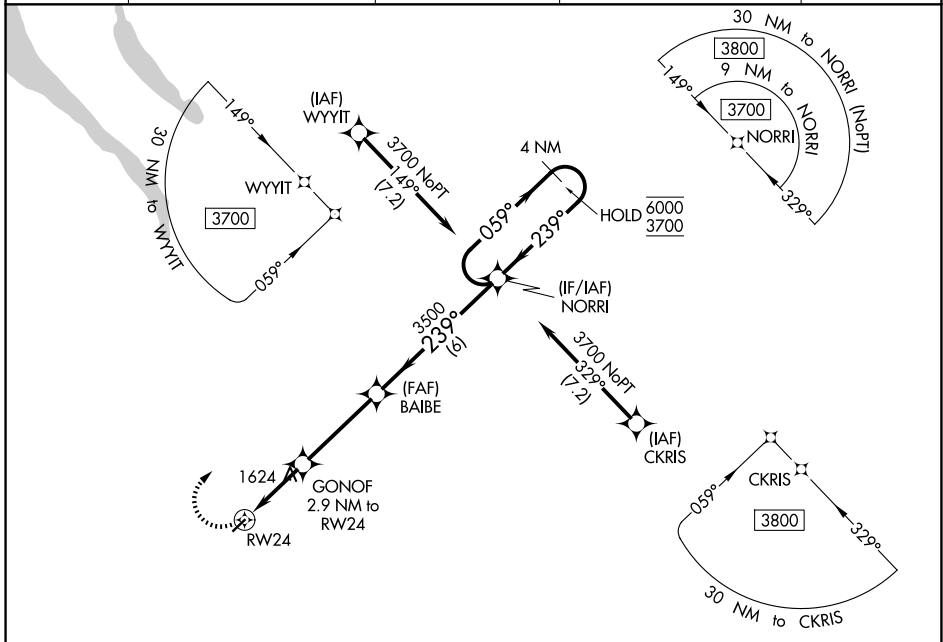 30 NM to NORRI (NoPT)
3800
149°
9 NM to NORRI
3700
NORRI
329°
(IAF)
WYYIT
3700 NoPT
149°
(7.2)
149°
30 NM to WYYIT
WYYIT
3700
059°
4 NM
059°
239°
HOLD 6000
3700
(IF/IAF)
NORRI
3500
239°
(6)
3700 NoPT
329°
(7.2)
(FAF)
BAIBE
(IAF)
CKRIS
1624
GONOF
2.9 NM to
RW24
RW24
CKRIS
059°
3800
329°
30 NM to CKRIS